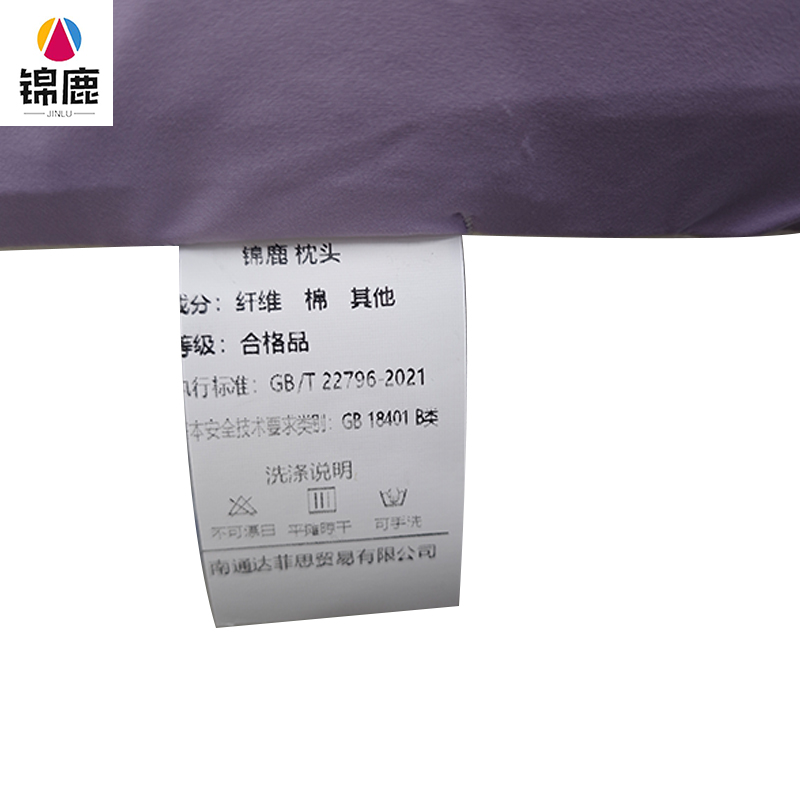 锦鹿
JINLU
锦鹿 枕头
成分：纤维 棉 其他
等级：合格品
执行标准：GB/T 22796-2021
本安全技术要求类别：GB 18401 B类
洗涤说明
不可漂白 平摊晾干 可手洗
南通达菲思贸易有限公司